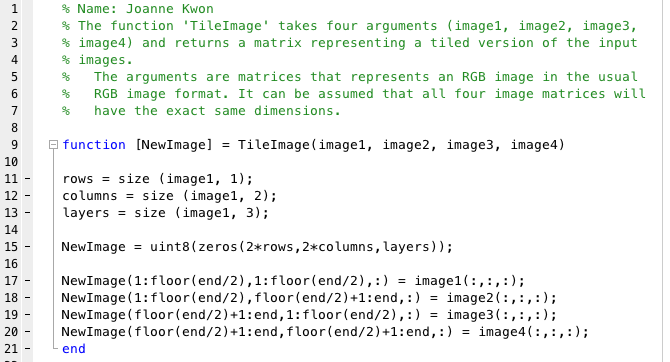 1 % Name: Joanne Kwon
2 % The function 'TileImage' takes four arguments (image1, image2, image3,
3 % image4) and returns a matrix representing a tiled version of the input
4 % images.
5 %   The arguments are matrices that represents an RGB image in the usual
6 %   RGB image format. It can be assumed that all four image matrices will
7 %   have the exact same dimensions.
8
9 function [NewImage] = TileImage(image1, image2, image3, image4)
10
11 - rows = size (image1, 1);
12 - columns = size (image1, 2);
13 - layers = size (image1, 3);
14
15 - NewImage = uint8(zeros(2*rows,2*columns,layers));
16
17 - NewImage(1:floor(end/2),1:floor(end/2),:) = image1(:,:,:);
18 - NewImage(1:floor(end/2),floor(end/2)+1:end,:) = image2(:,:,:);
19 - NewImage(floor(end/2)+1:end,1:floor(end/2),:) = image3(:,:,:);
20 - NewImage(floor(end/2)+1:end,floor(end/2)+1:end,:) = image4(:,:,:);
21 - end